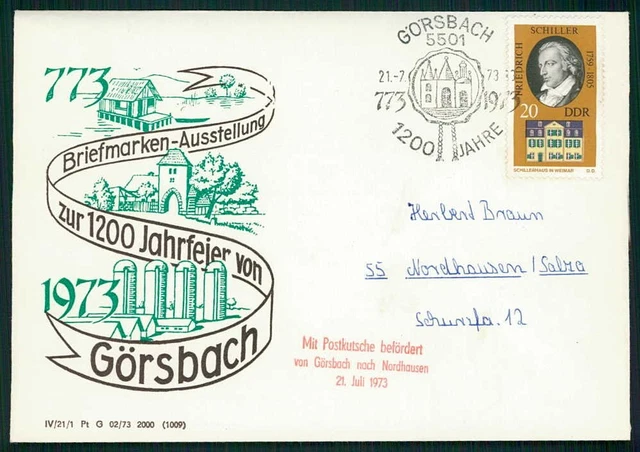 773
Briefmarken-Ausstellung
zur 1200 Jahrfeier von
1973
Görsbach
GÖRSBACH
5501
21.-7
773 1973
1200 JAHRE
FRIEDRICH SCHILLER 1759-1805
20 DDR
SCHILLERHAUS IN WEIMAR
Herbert Braun
55 Nordhausen/Salza
12
Mit Postkutsche befördert
von Görsbach nach Nordhausen
21. Juli 1973
IV/21/1 Pt G 02/73 2000 (1009)